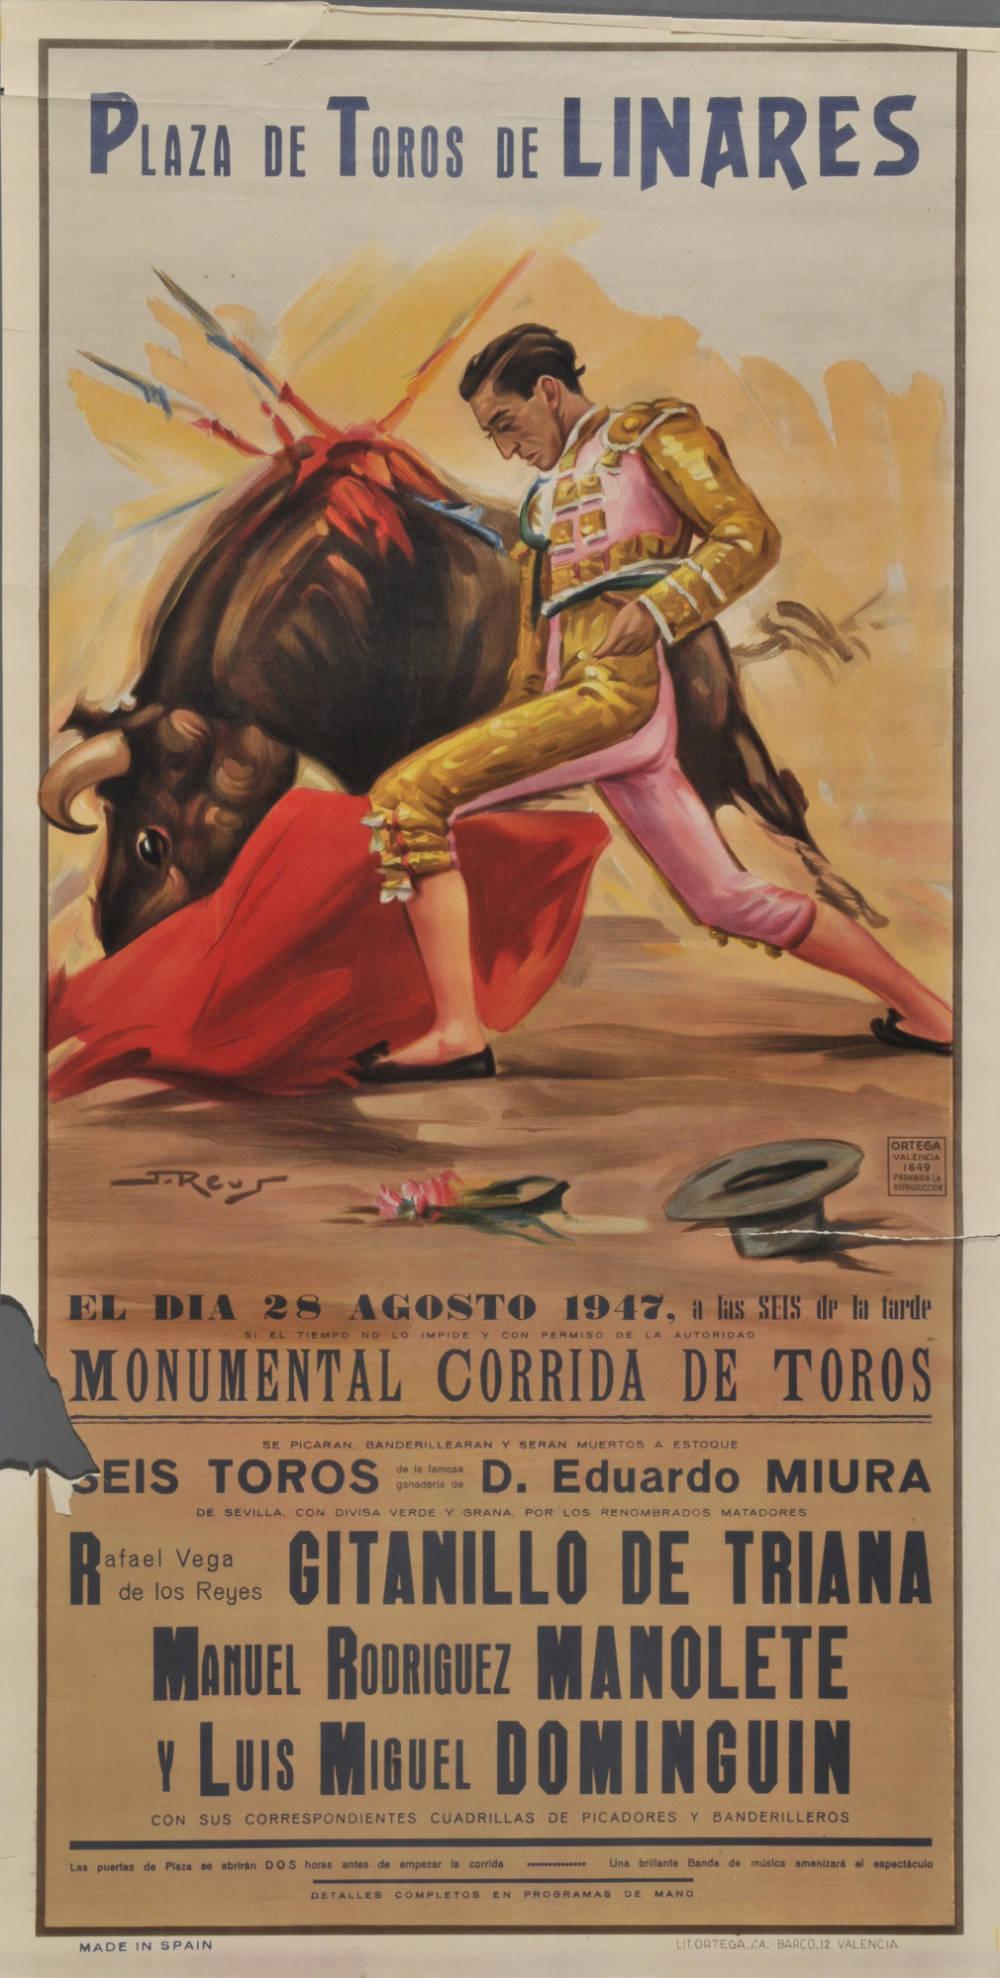 PLAZA DE TOROS DE LINARES
J. REUS
ORTEGA
VALENCIA
1649
PROHIBIDA LA
REPRODUCCION
EL DIA 28 AGOSTO 1947, a las SEIS de la tarde
SI EL TIEMPO NO LO IMPIDE Y CON PERMISO DE LA AUTORIDAD
MONUMENTAL CORRIDA DE TOROS
SE PICARAN, BANDERILLEARAN Y SERAN MUERTOS A ESTOQUE
SEIS TOROS de la famosa ganadería de D. Eduardo MIURA
DE SEVILLA, CON DIVISA VERDE Y GRANA, POR LOS RENOMBRADOS MATADORES
Rafael Vega de los Reyes GITANILLO DE TRIANA
MANUEL RODRIGUEZ MANOLETE
Y LUIS MIGUEL DOMINGUIN
CON SUS CORRESPONDIENTES CUADRILLAS DE PICADORES Y BANDERILLEROS
Las puertas de Plaza se abrirán DOS horas antes de empezar la corrida Una brillante Banda de música amenizará el espectáculo
DETALLES COMPLETOS EN PROGRAMAS DE MANO
MADE IN SPAIN
LIT. ORTEGA, S.A. - BARCO, 12 VALENCIA